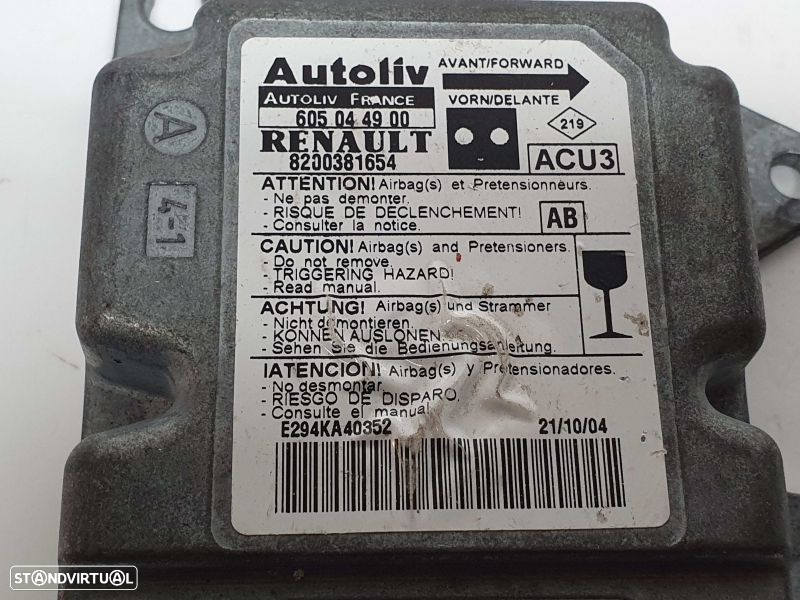 Autoliv
AUTOLIV FRANCE
605 04 49 00
RENAULT
8200381654
AVANT/FORWARD
VORN/DELANTE
219
ACU3
ATTENTION! Airbag(s) et Pretensionneurs.
- Ne pas demonter.
- RISQUE DE DECLENCHEMENT!
- Consulter la notice.
AB
CAUTION! Airbag(s) and Pretensioners.
- Do not remove.
- TRIGGERING HAZARD!
- Read manual.
ACHTUNG! Airbag(s) und Strammer
- Nicht demontieren.
- KONNEN AUSLONEN.
- Sehen Sie die Bedienungsanleitung.
IATENCION! Airbag(s) y Pretensionadores.
- No desmontar.
- RIESGO DE DISPARO.
- Consulte el manual
E294KA40352 21/10/04
A
4-1
STANDVIRTUAL